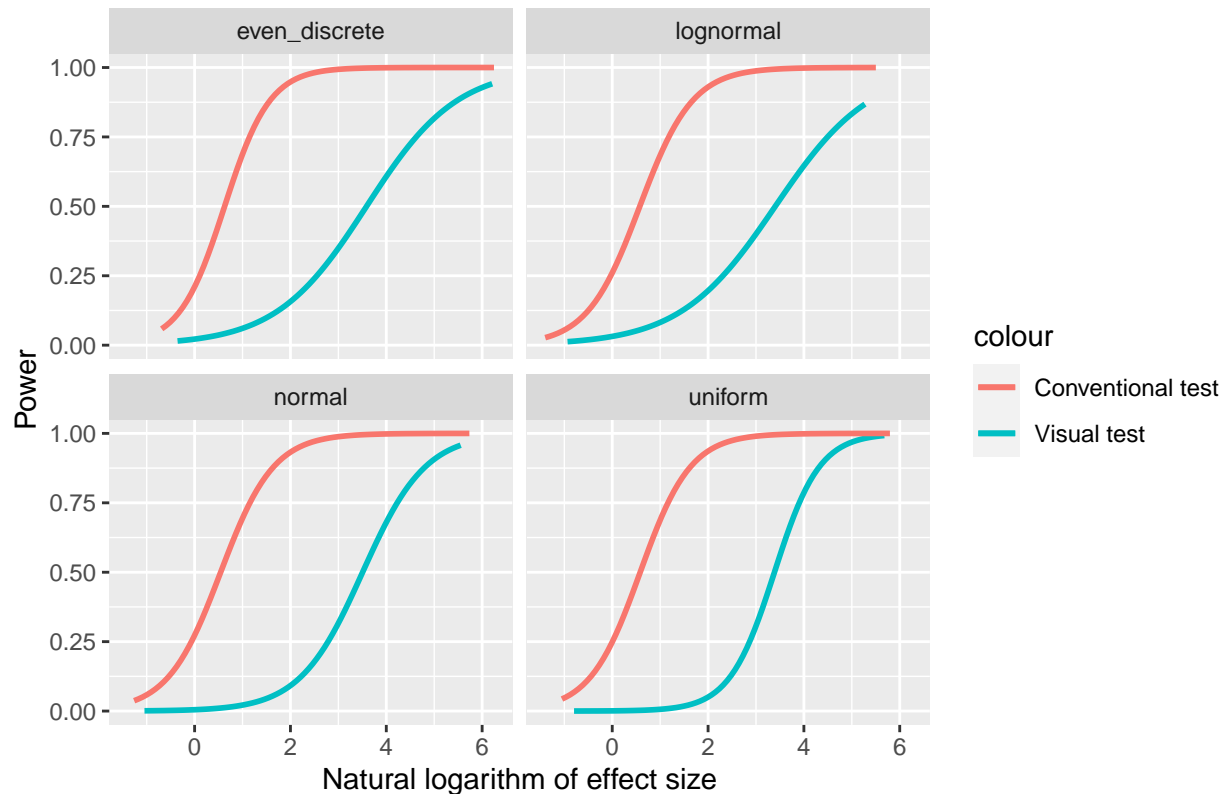 even_discrete
lognormal
1.00
0.75
0.50
0.25
0.00
normal
uniform
1.00
0.75
0.50
0.25
0.00
0 2 4 6
0 2 4 6
Natural logarithm of effect size
Power
colour
Conventional test
Visual test